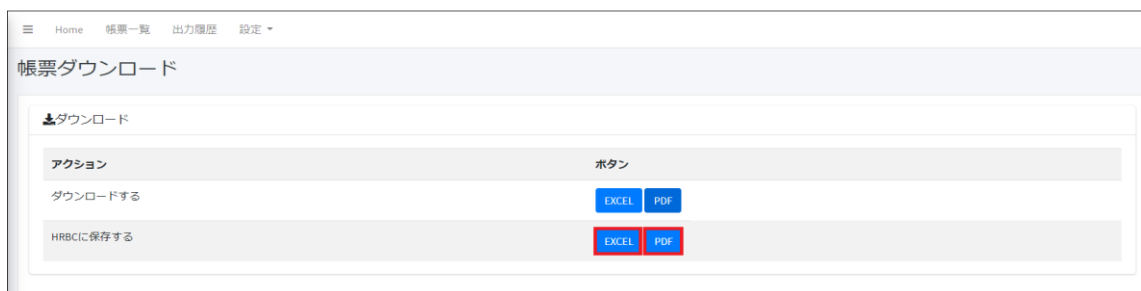 Home 帳票一覧 出力履歴 設定
帳票ダウンロード
ダウンロード
アクション ボタン
ダウンロードする EXCEL PDF
HRBCに保存する EXCEL PDF